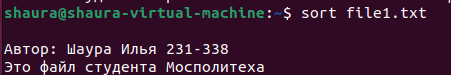 shaura@shaura-virtual-machine:~$ sort file1.txt

Автор: Шаура Илья 231-338
Это файл студента Мосполитеха